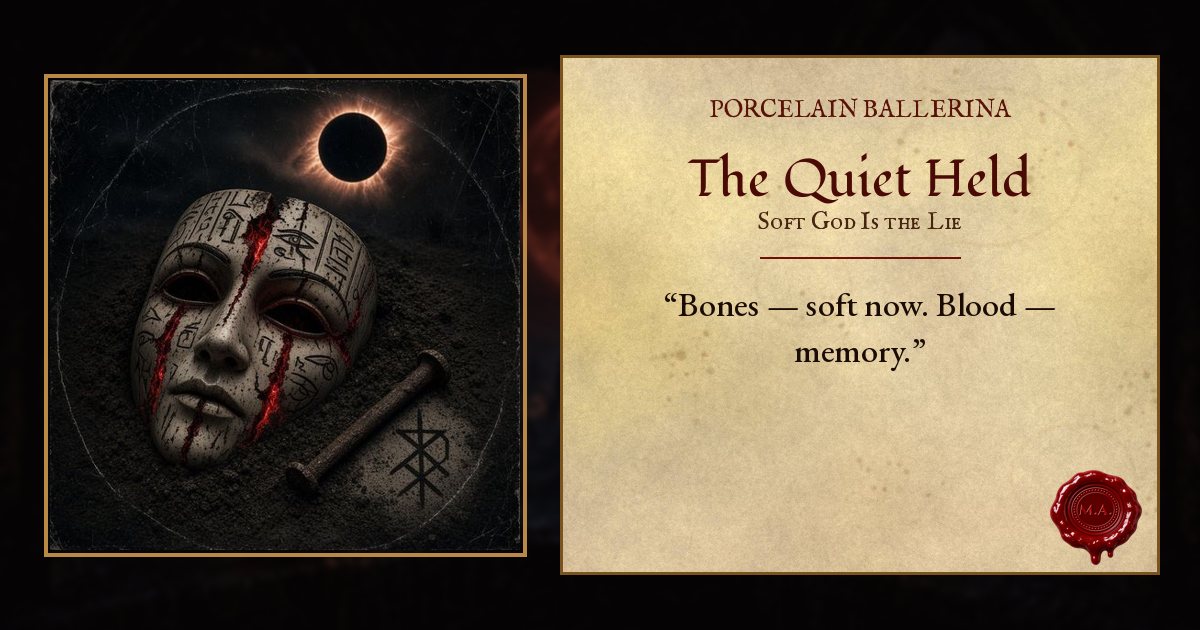 PORCELAIN BALLERINA
The Quiet Held
Soft God Is the Lie
“Bones — soft now. Blood —
memory.”
M.A.